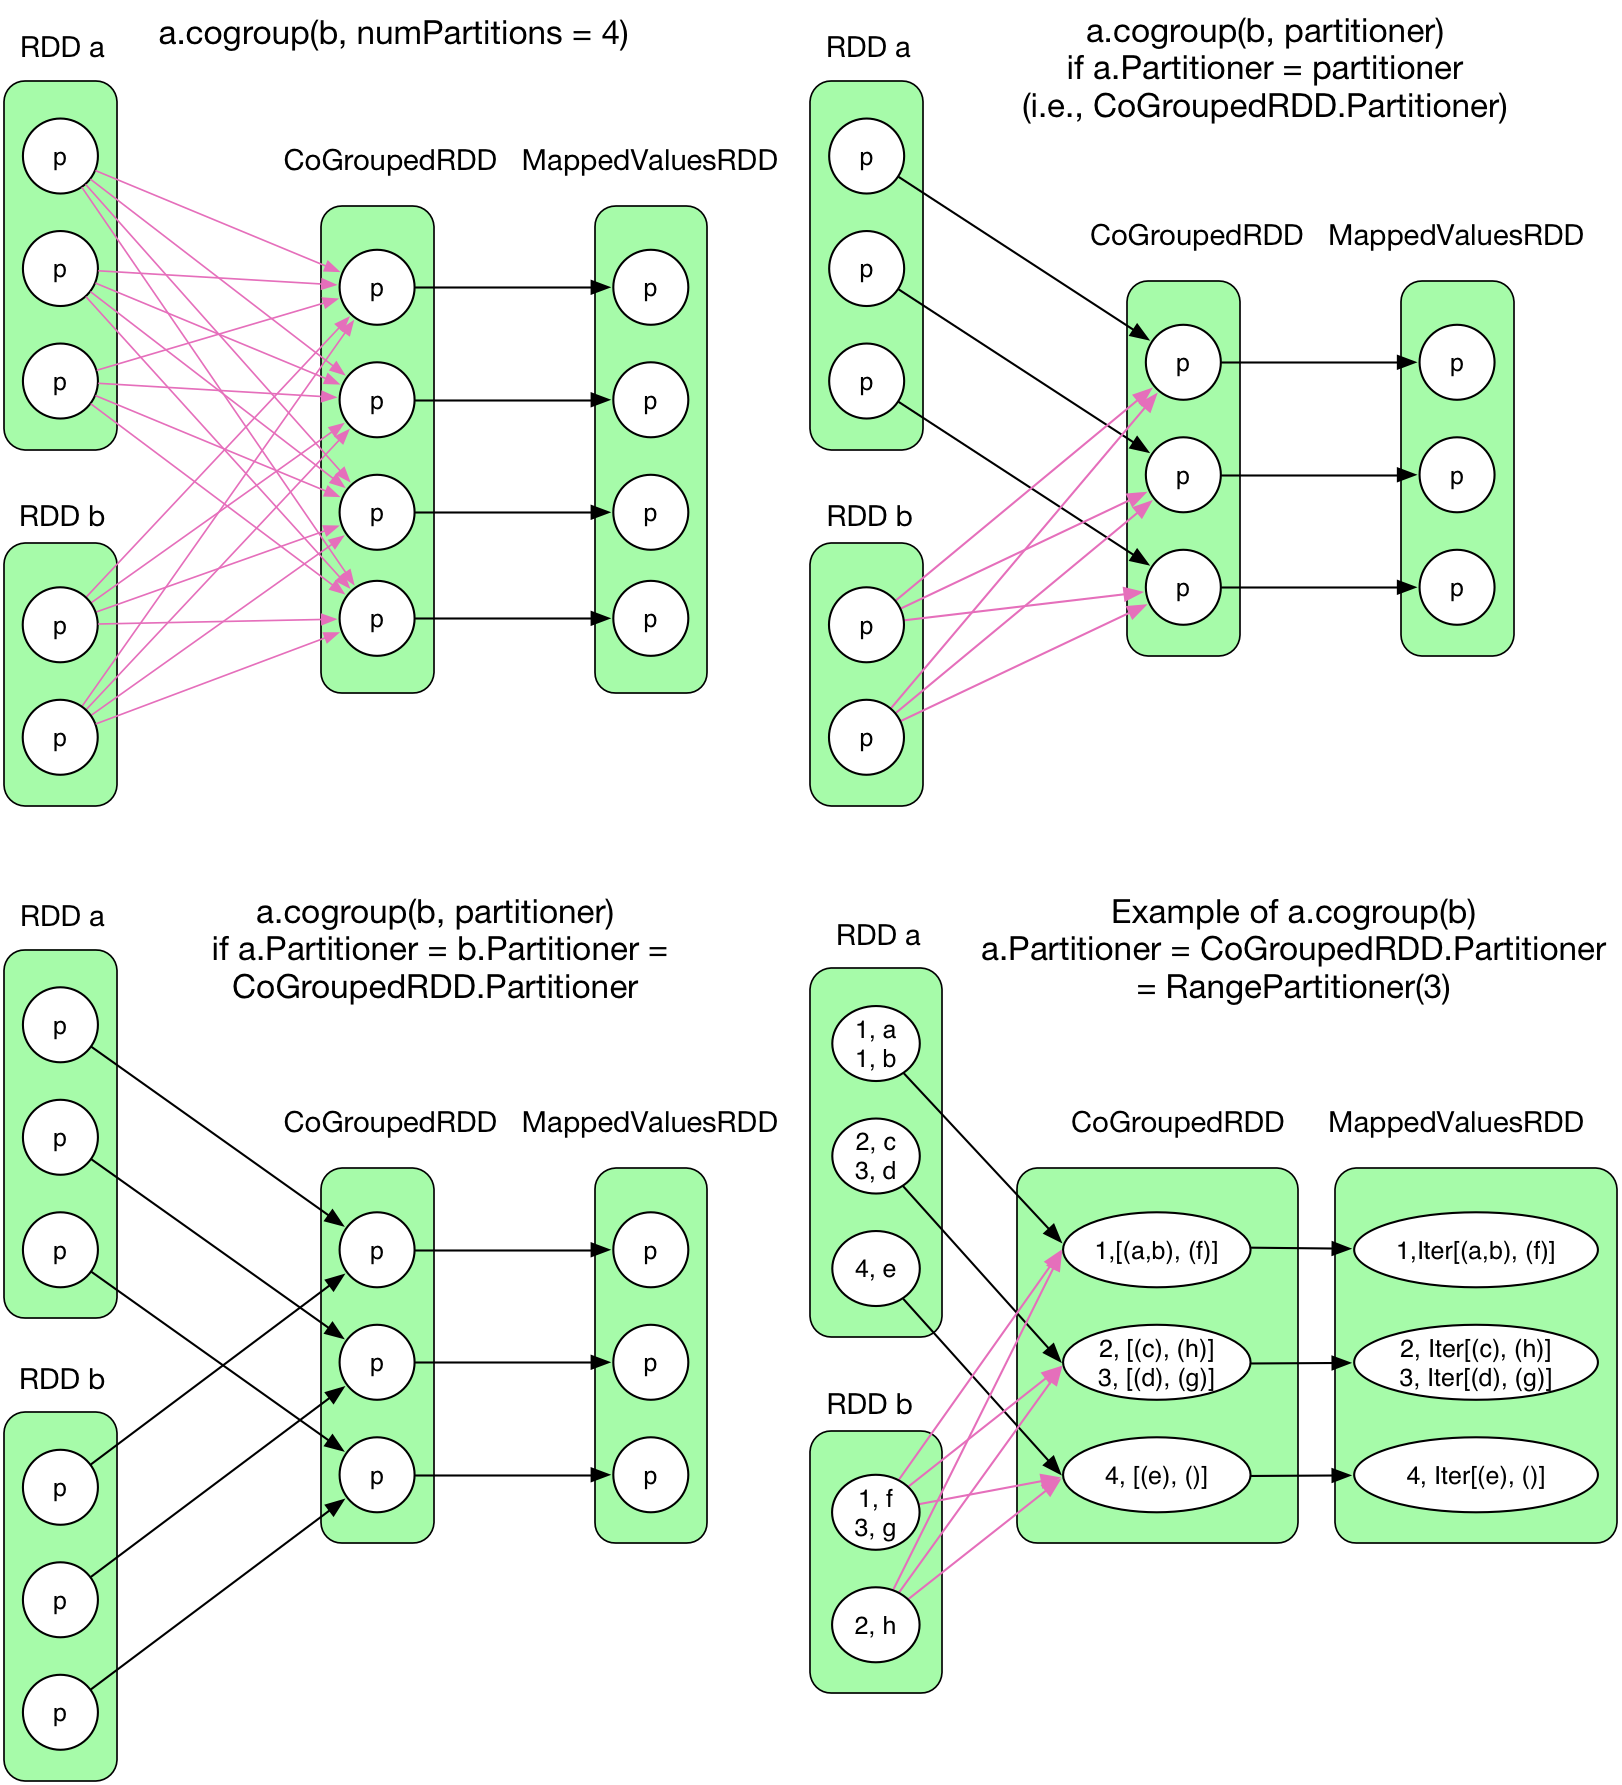 a.cogroup(b, numPartitions = 4)
RDD a
p
p
p
RDD b
p
p
CoGroupedRDD
p
p
p
p
MappedValuesRDD
p
p
p
p
a.cogroup(b, partitioner)
if a.Partitioner = partitioner
(i.e., CoGroupedRDD.Partitioner)
RDD a
p
p
p
RDD b
p
p
CoGroupedRDD
p
p
p
MappedValuesRDD
p
p
p
a.cogroup(b, partitioner)
if a.Partitioner = b.Partitioner =
CoGroupedRDD.Partitioner
RDD a
p
p
p
RDD b
p
p
p
CoGroupedRDD
p
p
p
MappedValuesRDD
p
p
p
Example of a.cogroup(b)
a.Partitioner = CoGroupedRDD.Partitioner
= RangePartitioner(3)
RDD a
1, a
1, b
2, c
3, d
4, e
RDD b
1, f
3, g
2, h
CoGroupedRDD
1,[(a,b), (f)]
2, [(c), (h)]
3, [(d), (g)]
4, [(e), ()]
MappedValuesRDD
1,Iter[(a,b), (f)]
2, Iter[(c), (h)]
3, Iter[(d), (g)]
4, Iter[(e), ()]